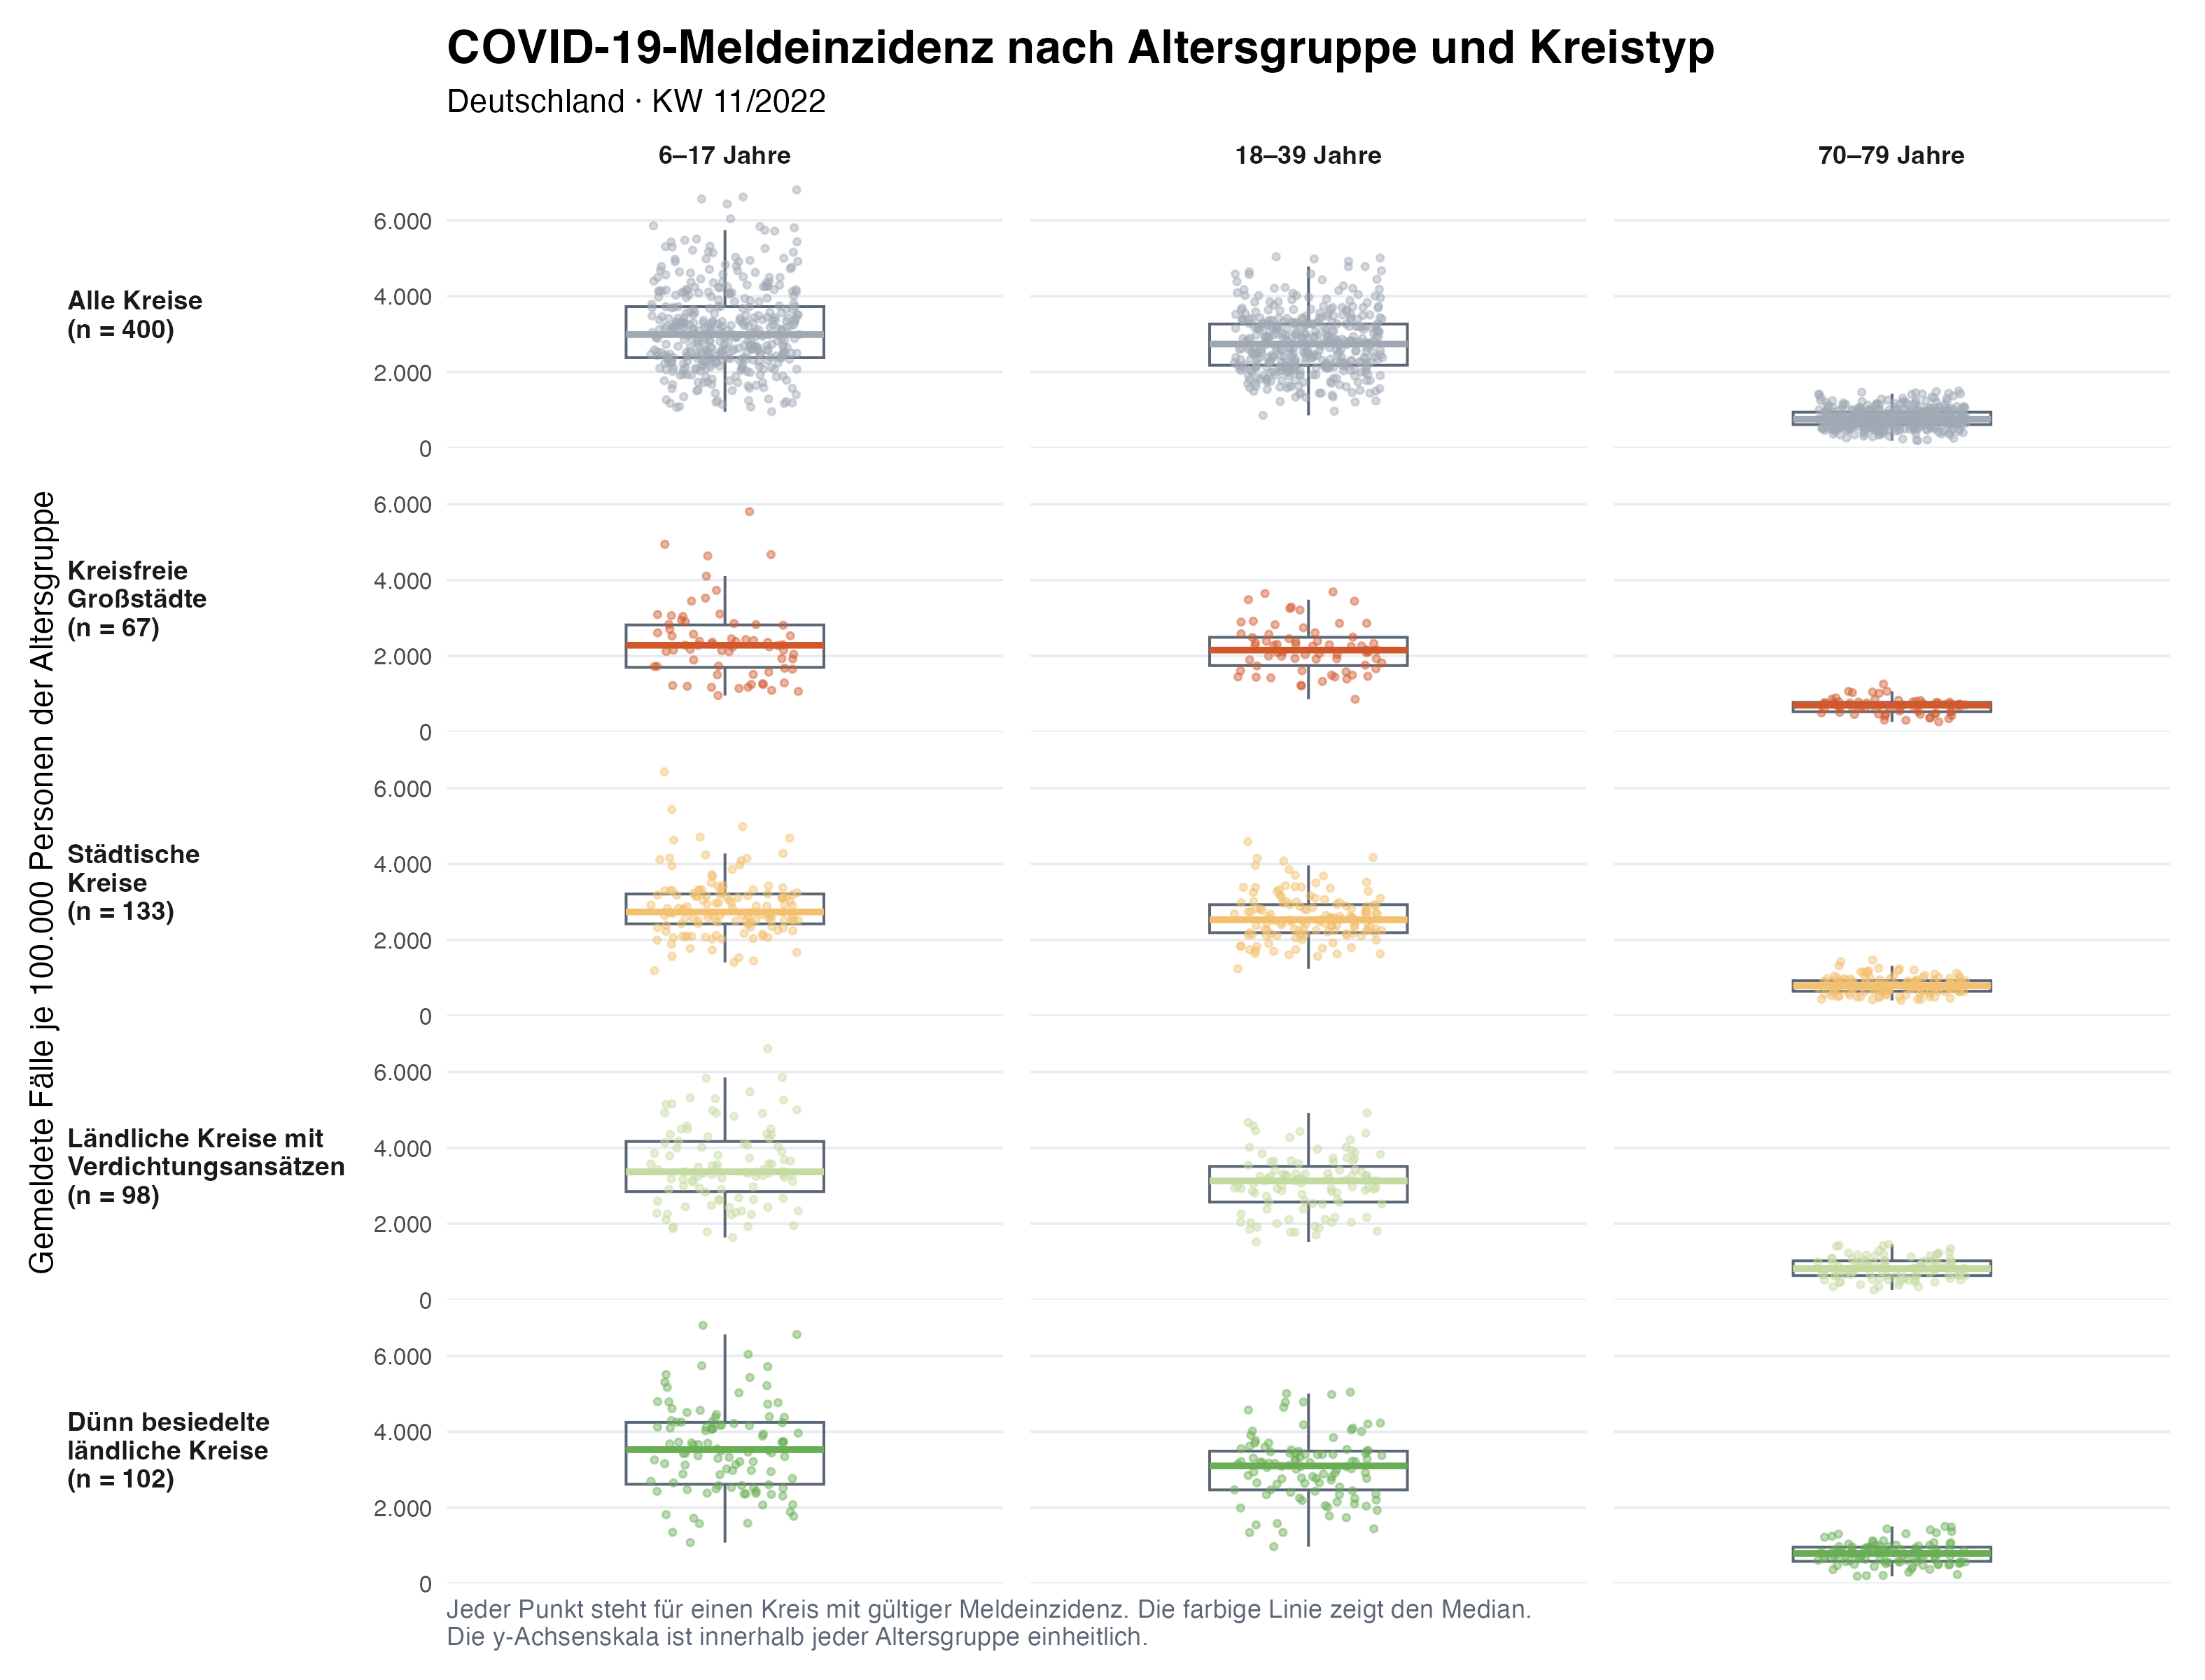 COVID-19-Meldeinzidenz nach Altersgruppe und Kreistyp
Deutschland · KW 11/2022
6–17 Jahre
18–39 Jahre
70–79 Jahre
Gemeldete Fälle je 100.000 Personen der Altersgruppe
Alle Kreise
(n = 400)
6.000
4.000
2.000
0
Kreisfreie
Großstädte
(n = 67)
6.000
4.000
2.000
0
Städtische
Kreise
(n = 133)
6.000
4.000
2.000
0
Ländliche Kreise mit
Verdichtungsansätzen
(n = 98)
6.000
4.000
2.000
0
Dünn besiedelte
ländliche Kreise
(n = 102)
6.000
4.000
2.000
0
Jeder Punkt steht für einen Kreis mit gültiger Meldeinzidenz. Die farbige Linie zeigt den Median.
Die y-Achsenskala ist innerhalb jeder Altersgruppe einheitlich.